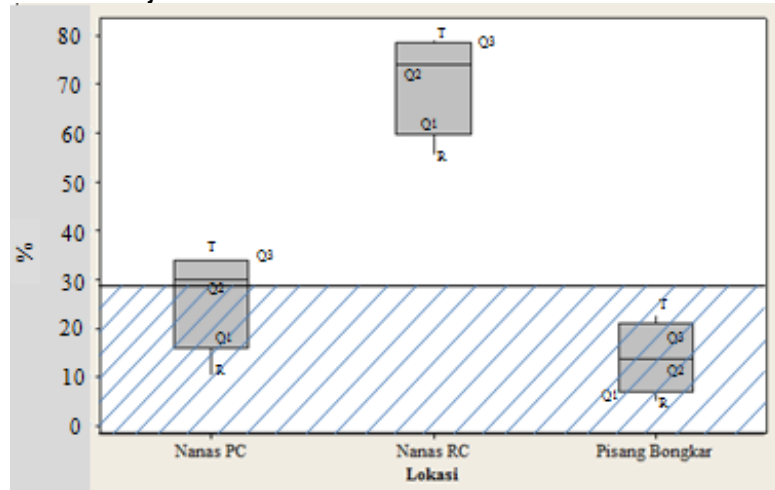 80
T
Q3
Q2
70
Q1
60
R
50
40
T
Q3
%
30
Q2
T
20
Q1
Q3
R
Q2
10
Q1
R
0
Nanas PC
Nanas RC
Pisang Bongkar
Lokasi